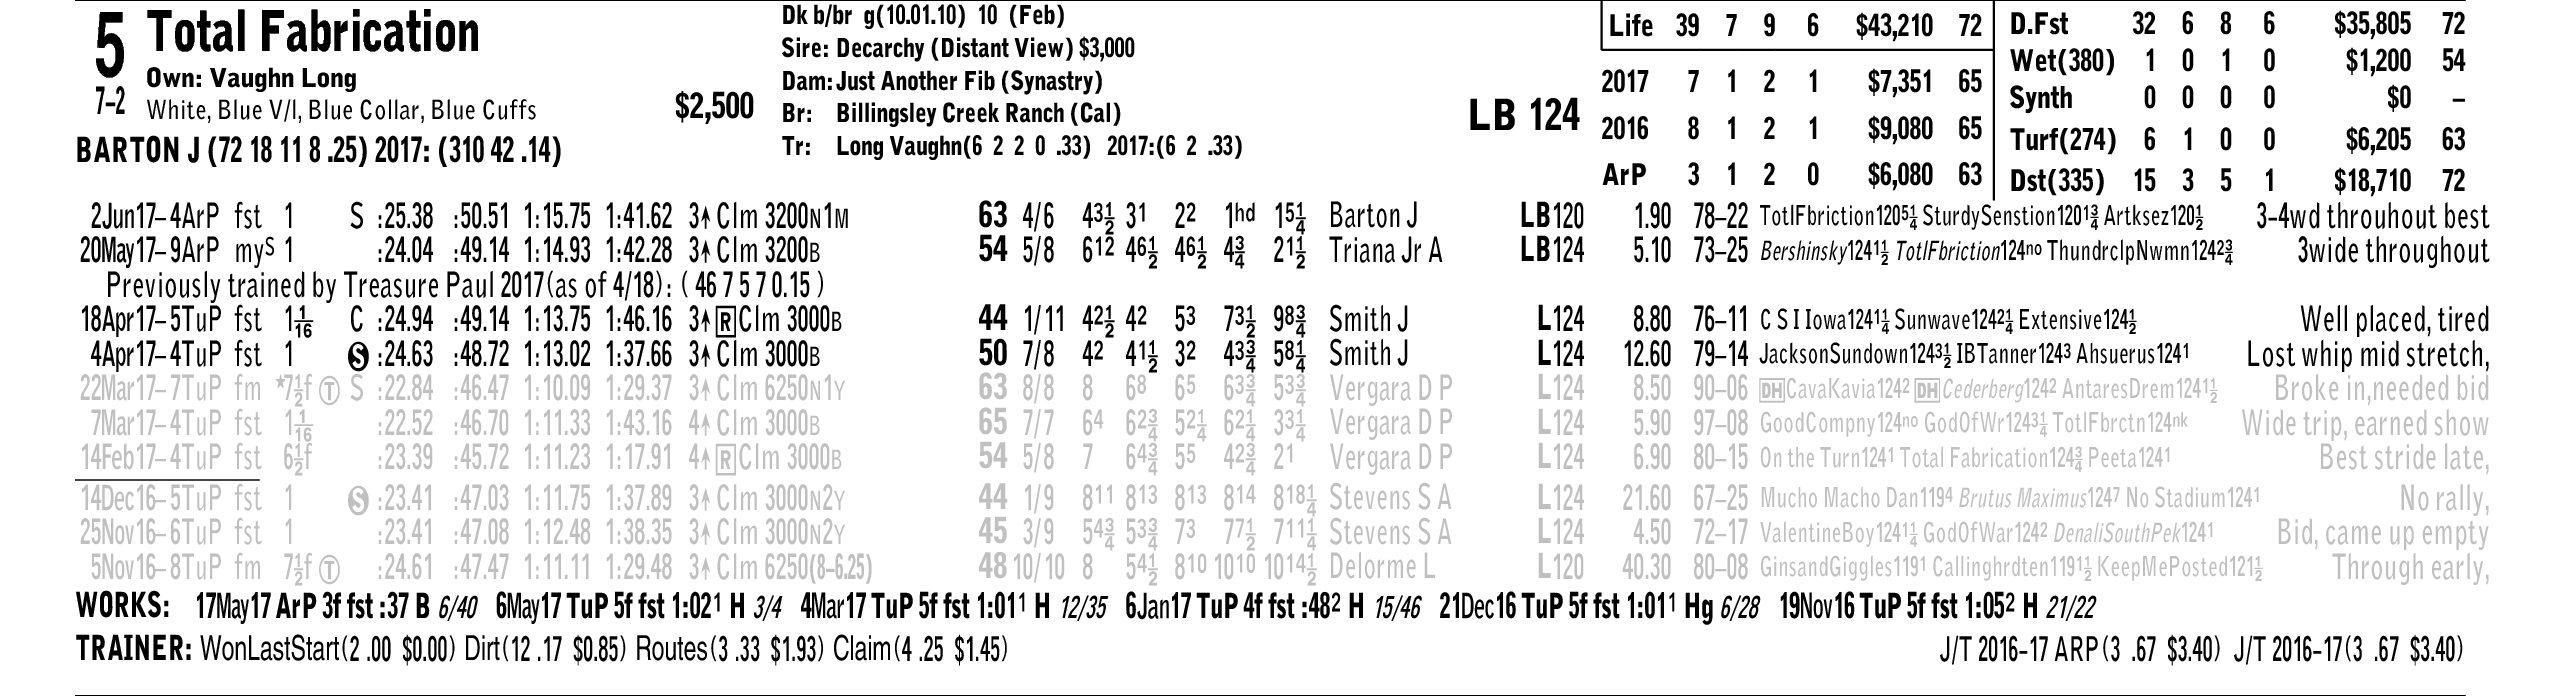 5 Total Fabrication
Own: Vaughn Long
7-2 White, Blue V/I, Blue Collar, Blue Cuffs $2,500
BARTON J (72 18 11 8 .25) 2017: (310 42 .14)
Dk b/br g(10.01.10) 10 (Feb)
Sire: Decarchy (Distant View) $3,000
Dam: Just Another Fib (Synastry)
Br: Billingsley Creek Ranch (Cal)
Tr: Long Vaughn(6 2 2 0 .33) 2017:(6 2 .33)
LB 124
Life 39 7 9 6 $43,210 72
2017 7 1 2 1 $7,351 65
2016 8 1 2 1 $9,080 65
ArP 3 1 2 0 $6,080 63
D.Fst 32 6 8 6 $35,805 72
Wet(380) 1 0 1 0 $1,200 54
Synth 0 0 0 0 $0 –
Turf(274) 6 1 0 0 $6,205 63
Dst(335) 15 3 5 1 $18,710 72
2Jun17–4ArP fst 1 S :25.38 :50.51 1:15.75 1:41.62 3↑ Clm 3200N1M 63 4/6 43½ 31 22 1hd 15¼ Barton J LB120 1.90 78–22 TotlFbriction1205¼ SturdySenstion1201¾ Artksez120½ 3-4wd throuhout best
20May17–9ArP myS 1 :24.04 :49.14 1:14.93 1:42.28 3↑ Clm 3200B 54 5/8 612 46½ 46½ 4¾ 21½ Triana Jr A LB124 5.10 73–25 Bershinsky1241½ TotlFbriction124no ThundrclpNwmn1242¾ 3wide throughout
Previously trained by Treasure Paul 2017(as of 4/18): ( 46 7 5 7 0.15 )
18Apr17–5TuP fst 1 1/16 C :24.94 :49.14 1:13.75 1:46.16 3↑ R Clm 3000B 44 1/11 42½ 42 53 73½ 98¾ Smith J L124 8.80 76–11 C S I Iowa1241¼ Sunwave1242¼ Extensive124½ Well placed, tired
4Apr17–4TuP fst 1 S :24.63 :48.72 1:13.02 1:37.66 3↑ Clm 3000B 50 7/8 42 41½ 32 43¾ 58¼ Smith J L124 12.60 79–14 JacksonSundown1243½ IBTanner1243 Ahsuerus1241 Lost whip mid stretch,
22Mar17–7TuP fm *7½f T S :22.84 :46.47 1:10.09 1:29.37 3↑ Clm 6250N1Y 63 8/8 8 68 65 63¾ 53¾ Vergara D P L124 8.50 90–06 DH CavaKavia1242 DH Cederberg1242 AntaresDrem1241½ Broke in,needed bid
7Mar17–4TuP fst 1 1/16 :22.52 :46.70 1:11.33 1:43.16 4↑ Clm 3000B 65 7/7 64 62¾ 52¼ 62¼ 33¼ Vergara D P L124 5.90 97–08 GoodCompny124no GodOfWr1243¼ TotlFbrctn124nk Wide trip, earned show
14Feb17–4TuP fst 6½f :23.39 :45.72 1:11.23 1:17.91 4↑ R Clm 3000B 54 5/8 7 64¾ 55 42¾ 21 Vergara D P L124 6.90 80–15 On the Turn1241 Total Fabrication124¾ Peeta1241 Best stride late,
14Dec16–5TuP fst 1 S :23.41 :47.03 1:11.75 1:37.89 3↑ Clm 3000N2Y 44 1/9 811 813 813 814 818¼ Stevens S A L124 21.60 67–25 Mucho Macho Dan1194 Brutus Maximus1247 No Stadium1241 No rally,
25Nov16–6TuP fst 1 :23.41 :47.08 1:12.48 1:38.35 3↑ Clm 3000N2Y 45 3/9 54¾ 53¾ 73 77½ 711¼ Stevens S A L124 4.50 72–17 ValentineBoy1241¼ GodOfWar1242 DenaliSouthPek1241 Bid, came up empty
5Nov16–8TuP fm 7½f T :24.61 :47.47 1:11.11 1:29.48 3↑ Clm 6250(8–6.25) 48 10/10 8 54½ 810 1010 1014½ Delorme L L120 40.30 80–08 GinsandGiggles1191 Callinghrdten1191½ KeepMePosted121½ Through early,
WORKS: 17May17 ArP 3f fst :37 B 6/40 6May17 TuP 5f fst 1:021 H 3/4 4Mar17 TuP 5f fst 1:011 H 12/35 6Jan17 TuP 4f fst :482 H 15/46 21Dec16 TuP 5f fst 1:011 Hg 6/28 19Nov16 TuP 5f fst 1:052 H 21/22
TRAINER: WonLastStart(2 .00 $0.00) Dirt(12 .17 $0.85) Routes(3 .33 $1.93) Claim(4 .25 $1.45) J/T 2016-17 ARP(3 .67 $3.40) J/T 2016-17(3 .67 $3.40)